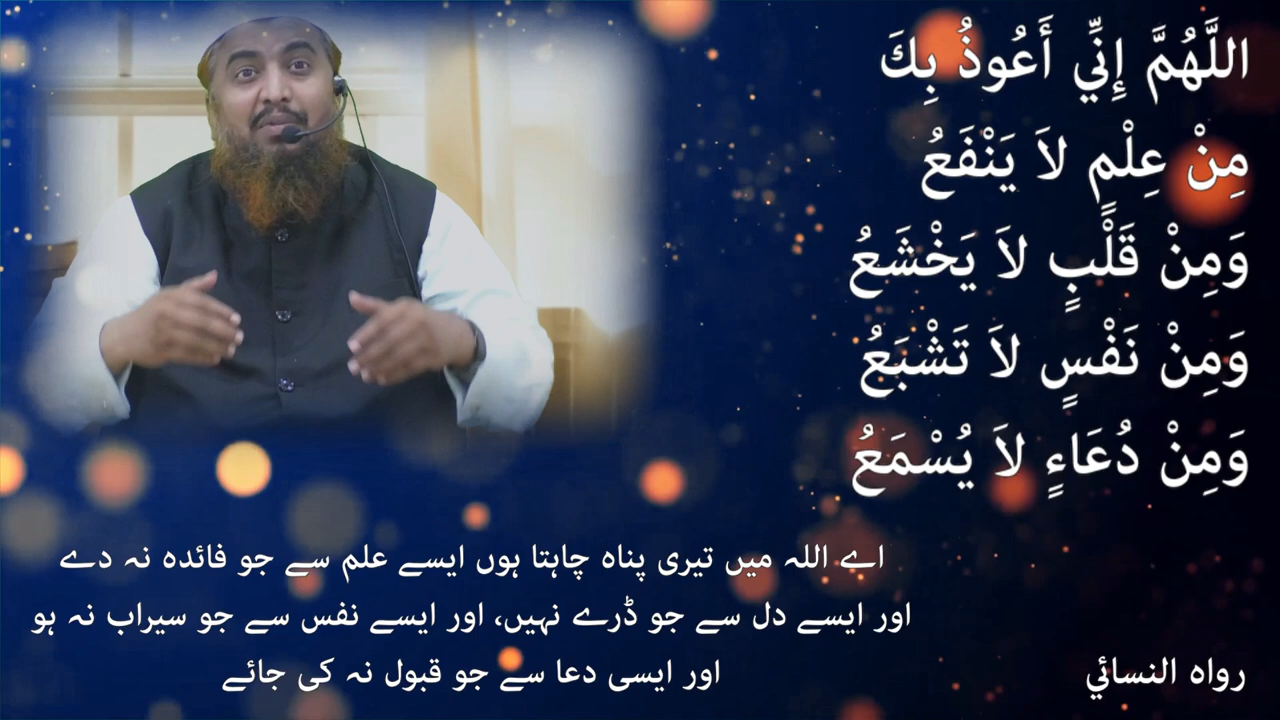 اللَّهُمَّ إِنِّي أَعُوذُ بِكَ
مِنْ عِلْمٍ لاَ يَنْفَعُ
وَمِنْ قَلْبٍ لاَ يَخْشَعُ
وَمِنْ نَفْسٍ لاَ تَشْبَعُ
وَمِنْ دُعَاءٍ لاَ يُسْمَعُ
اے اللہ میں تیری پناہ چاہتا ہوں ایسے علم سے جو فائدہ نہ دے
اور ایسے دل سے جو ڈرے نہیں، اور ایسے نفس سے جو سیراب نہ ہو
اور ایسی دعا سے جو قبول نہ کی جائے
رواه النسائي